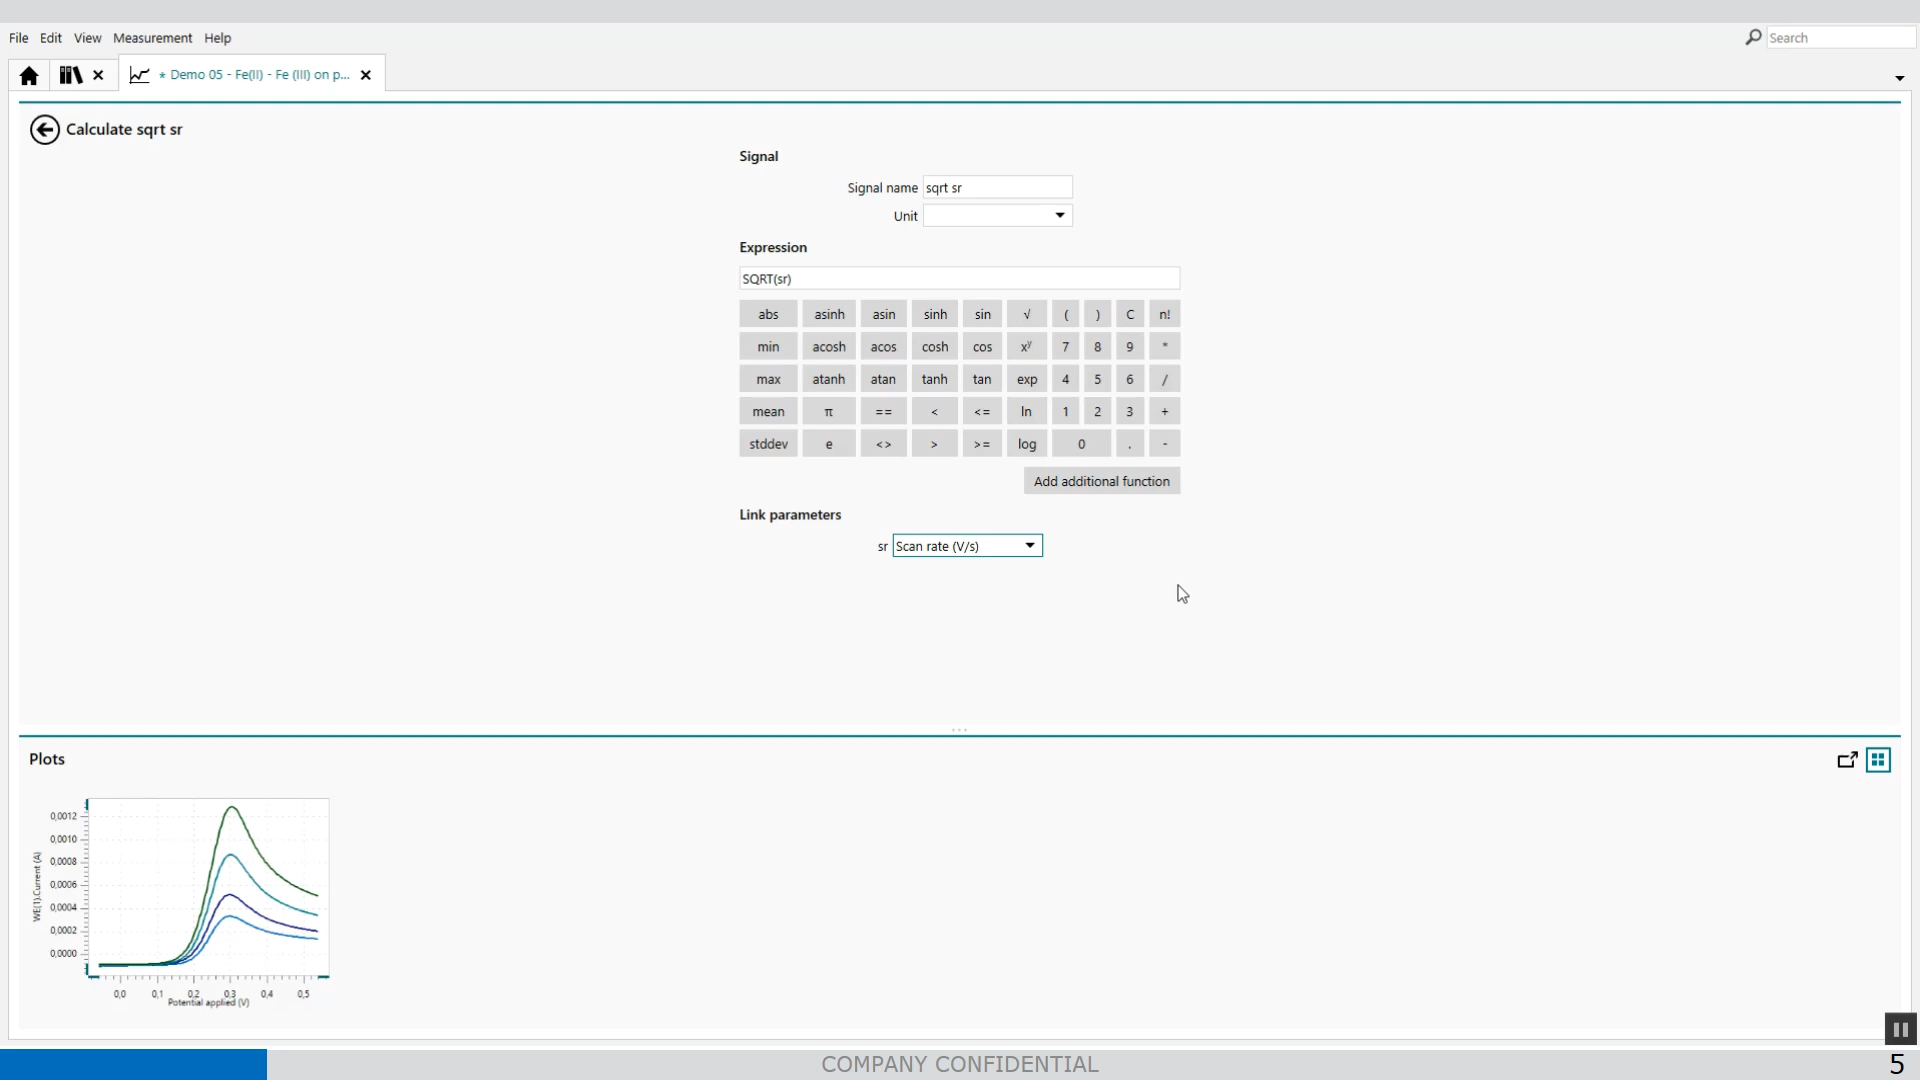 File Edit View Measurement Help
Search
* Demo 05 - Fe(II) - Fe (III) on p...
Calculate sqrt sr
Signal
Signal name sqrt sr
Unit
Expression
SQRT(sr)
abs asinh asin sinh sin √ ( ) C n!
min acosh acos cosh cos xʸ 7 8 9 *
max atanh atan tanh tan exp 4 5 6 /
mean π == < <= ln 1 2 3 +
stddev e <> > >= log 0 . -
Add additional function
Link parameters
sr Scan rate (V/s)
Plots
WE(1).Current (A)
0,0012
0,0010
0,0008
0,0006
0,0004
0,0002
0,0000
0,0 0,1 0,2 0,3 0,4 0,5
Potential applied (V)
COMPANY CONFIDENTIAL
5